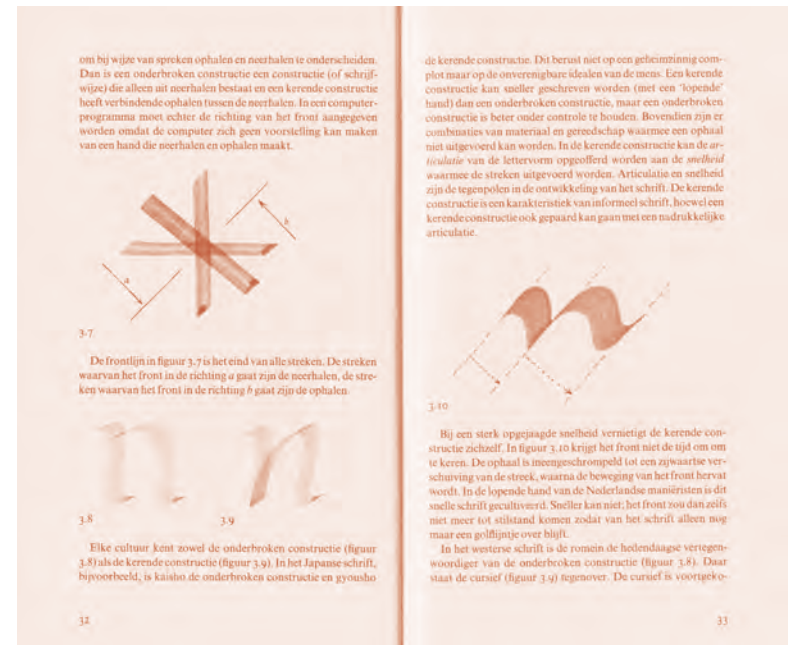 om bij wijze van spreken ophalen en neerhalen te onderscheiden.
Dan is een onderbroken constructie een constructie (of schrijf-
wijze) die alleen uit neerhalen bestaat en een kerende constructie
heeft verbindende ophalen tussen de neerhalen. In een computer-
programma moet echter de richting van het front aangegeven
worden omdat de computer zich geen voorstelling kan maken
van een hand die neerhalen en ophalen maakt.
a
b
3.7
De frontlijn in figuur 3.7 is het eind van alle streken. De streken
waarvan het front in de richting a gaat zijn de neerhalen, de stre-
ken waarvan het front in de richting b gaat zijn de ophalen.
n n
3.8 3.9
Elke cultuur kent zowel de onderbroken constructie (figuur
3.8) als de kerende constructie (figuur 3.9). In het Japanse schrift,
bijvoorbeeld, is kaisho de onderbroken constructie en gyousho
32
de kerende constructie. Dit berust niet op een geheimzinnig com-
plot maar op de onverenigbare idealen van de mens. Een kerende
constructie kan sneller geschreven worden (met een ‘lopende’
hand) dan een onderbroken constructie, maar een onderbroken
constructie is beter onder controle te houden. Bovendien zijn er
combinaties van materiaal en gereedschap waarmee een ophaal
niet uitgevoerd kan worden. In de kerende constructie kan de ar-
ticulatie van de lettervorm opgeofferd worden aan de snelheid
waarmee de streken uitgevoerd worden. Articulatie en snelheid
zijn de tegenpolen in de ontwikkeling van het schrift. De kerende
constructie is een karakteristiek van informeel schrift, hoewel een
kerende constructie ook gepaard kan gaan met een nadrukkelijke
articulatie.
3.10
Bij een sterk opgejaagde snelheid vernietigt de kerende con-
structie zichzelf. In figuur 3.10 krijgt het front niet de tijd om om
te keren. De ophaal is ineengeschrompeld tot een zijwaartse ver-
schuiving van de streek, waarna de beweging van het front hervat
wordt. In de lopende hand van de Nederlandse maniëristen is dit
snelle schrift gecultiveerd. Sneller kan niet; het front zou dan zelfs
niet meer tot stilstand komen zodat van het schrift alleen nog
maar een golflijntje over blijft.
In het westerse schrift is de romein de hedendaagse vertegen-
woordiger van de onderbroken constructie (figuur 3.8). Daar
staat de cursief (figuur 3.9) tegenover. De cursief is voortgeko-
33